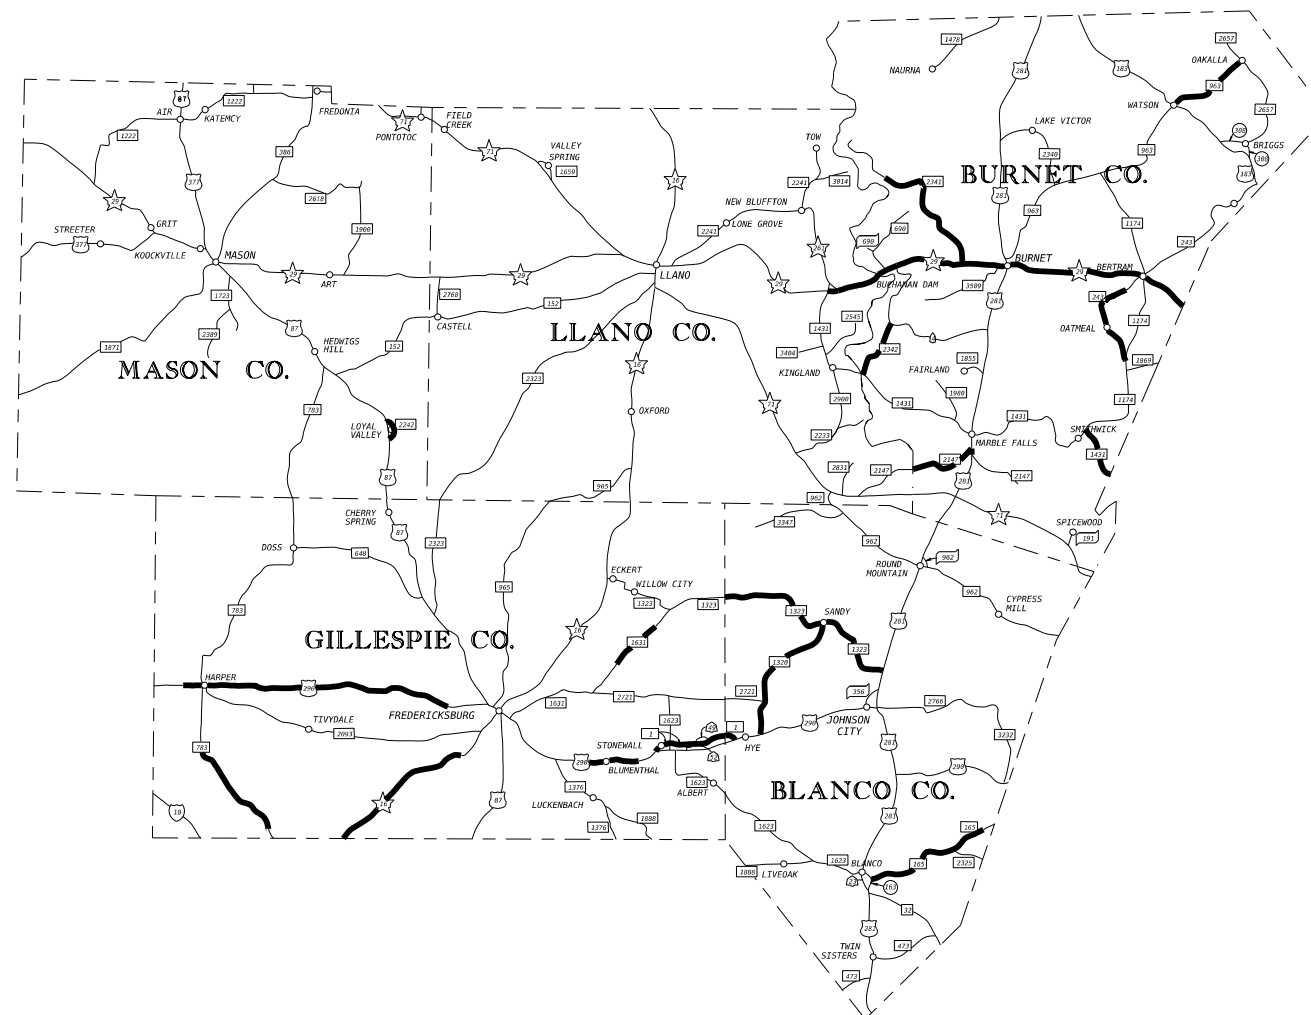 2657
1478
OAKALLA
NAURNA
281
183
963
87
1222
FREDONIA
WATSON
2657
AIR
KATEMCY
71
FIELD
CREEK
LAKE VICTOR
308
1222
PONTOTOC
TOW
BRIGGS
386
71
VALLEY
SPRING
2340
963
308
1659
BURNET CO.
183
377
16
2241
3014
2341
281
2618
29
NEW BLUFFTON
963
STREETER
GRIT
1900
2241
LONE GROVE
690
1174
377
690
243
KOOCKVILLE
MASON
261
29
BURNET
29
ART
29
LLANO
29
BUCHANAN DAM
29
BERTRAM
1723
2768
3509
243
152
281
87
CASTELL
LLANO CO.
1431
2545
OATMEAL
1174
2389
HEDWIGS
HILL
1871
152
3404
2342
1855
1869
MASON CO.
16
KINGLAND
FAIRLAND
2323
1980
783
71
2900
1431
1174
OXFORD
1431
LOYAL
VALLEY
2242
2233
MARBLE FALLS
SMITHWICK
1431
2147
87
2831
2147
2147
965
281
962
CHERRY
SPRING
3347
71
SPICEWOOD
87
191
DOSS
648
2323
962
962
ECKERT
ROUND
MOUNTAIN
965
WILLOW CITY
962
CYPRESS
MILL
783
1323
1323
1323
SANDY
GILLESPIE CO.
16
281
1631
1323
1320
HARPER
290
2721
2721
356
FREDERICKSBURG
1631
2766
TIVYDALE
2093
1623
1
290
JOHNSON
CITY
1
3232
783
STONEWALL
HYE
281
290
BLUMENTHAL
290
1623
ALBERT
BLANCO CO.
16
87
LUCKENBACH
1376
10
1888
281
1376
1623
165
1623
BLANCO
165
2325
1888
LIVEOAK
163
32
281
TWIN
SISTERS
473
473